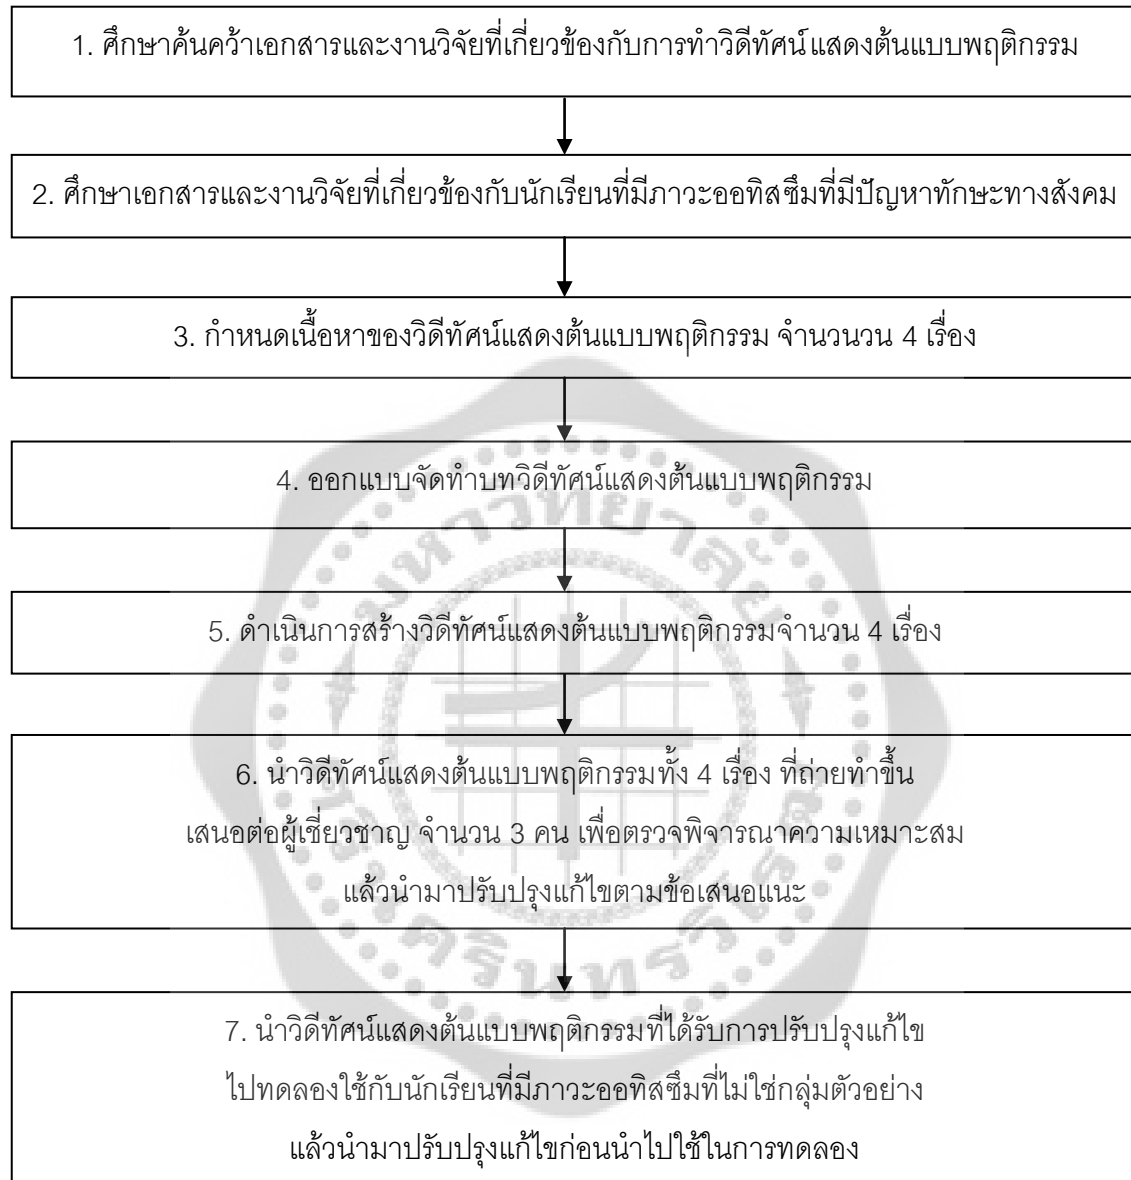 1. ศึกษาค้นคว้าเอกสารและงานวิจัยที่เกี่ยวข้องกับการทำวิดีทัศน์แสดงต้นแบบพฤติกรรม
2. ศึกษาเอกสารและงานวิจัยที่เกี่ยวข้องกับนักเรียนที่มีภาวะออทิสซึมที่มีปัญหาทักษะทางสังคม
3. กำหนดเนื้อหาของวิดีทัศน์แสดงต้นแบบพฤติกรรม จำนวนวน 4 เรื่อง
4. ออกแบบจัดทำบทวิดีทัศน์แสดงต้นแบบพฤติกรรม
5. ดำเนินการสร้างวิดีทัศน์แสดงต้นแบบพฤติกรรมจำนวน 4 เรื่อง
6. นำวิดีทัศน์แสดงต้นแบบพฤติกรรมทั้ง 4 เรื่อง ที่ถ่ายทำขึ้น
เสนอต่อผู้เชี่ยวชาญ จำนวน 3 คน เพื่อตรวจพิจารณาความเหมาะสม
แล้วนำมาปรับปรุงแก้ไขตามข้อเสนอแนะ
7. นำวิดีทัศน์แสดงต้นแบบพฤติกรรมที่ได้รับการปรับปรุงแก้ไข
ไปทดลองใช้กับนักเรียนที่มีภาวะออทิสซึมที่ไม่ใช่กลุ่มตัวอย่าง
แล้วนำมาปรับปรุงแก้ไขก่อนนำไปใช้ในการทดลอง
มหาวิทยาลัย
ศรีนครินทรวิโรฒ